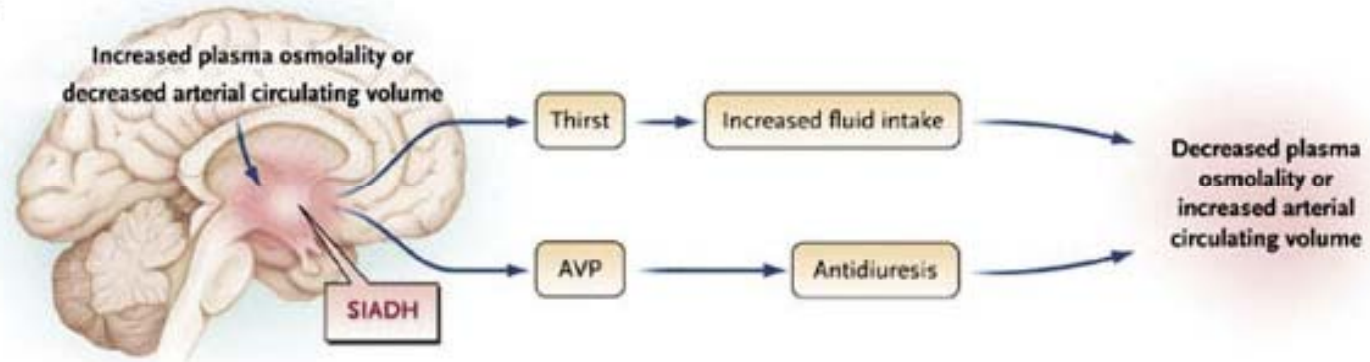 Increased plasma osmolality or
decreased arterial circulating volume
Thirst
Increased fluid intake
AVP
Antidiuresis
SIADH
Decreased plasma
osmolality or
increased arterial
circulating volume